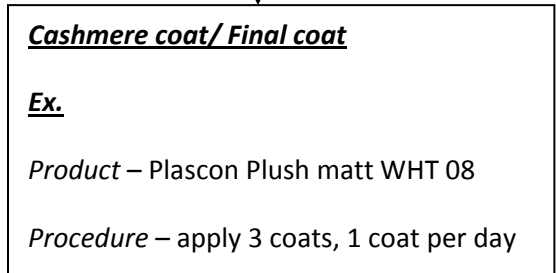 Cashmere coat/ Final coat
Ex.
Product – Plascon Plush matt WHT 08
Procedure – apply 3 coats, 1 coat per day